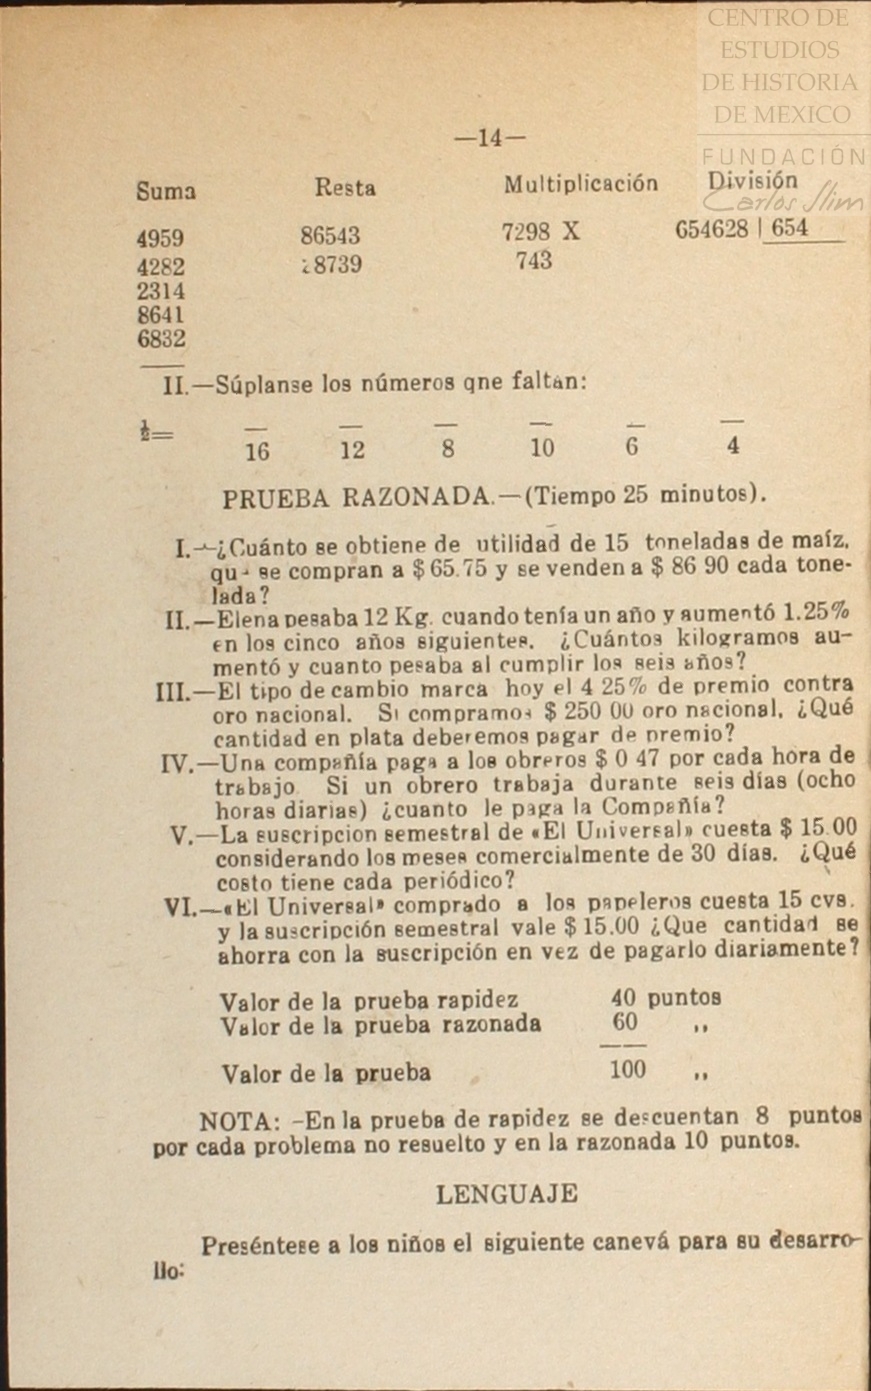 CENTRO DE
ESTUDIOS
DE HISTORIA
DE MEXICO
FUNDACIÓN
Carlos Slim
—14—
Suma Resta Multiplicación División
4959 86543 7298 X 654628 | 654
4282 8739 743
2314
8641
6832
II.—Súplanse los números qne faltan:
½=
16 12 8 10 6 4
PRUEBA RAZONADA.—(Tiempo 25 minutos).
I.—¿Cuánto se obtiene de utilidad de 15 toneladas de maíz,
qu se compran a $ 65.75 y se venden a $ 86 90 cada tone-
lada?
II.—Elena pesaba 12 Kg. cuando tenía un año y aumentó 1.25%
en los cinco años siguientes. ¿Cuántos kilogramos au-
mentó y cuanto pesaba al cumplir los seis años?
III.—El tipo de cambio marca hoy el 4 25% de premio contra
oro nacional. Si compramos $ 250 00 oro nacional, ¿Qué
cantidad en plata deberemos pagar de premio?
IV.—Una compañía paga a los obreros $ 0 47 por cada hora de
trabajo Si un obrero trabaja durante seis días (ocho
horas diarias) ¿cuanto le paga la Compañía?
V.—La suscripcion semestral de «El Universal» cuesta $ 15.00
considerando los meses comercialmente de 30 días. ¿Qué
costo tiene cada periódico?
VI.—«El Universal» comprado a los papeleros cuesta 15 cvs.
y la suscripción semestral vale $ 15.00 ¿Que cantidad se
ahorra con la suscripción en vez de pagarlo diariamente?
Valor de la prueba rapidez 40 puntos
Valor de la prueba razonada 60 ,,
Valor de la prueba 100 ,,
NOTA: -En la prueba de rapidez se descuentan 8 puntos
por cada problema no resuelto y en la razonada 10 puntos.
LENGUAJE
Preséntese a los niños el siguiente canevá para su desarro-
llo: